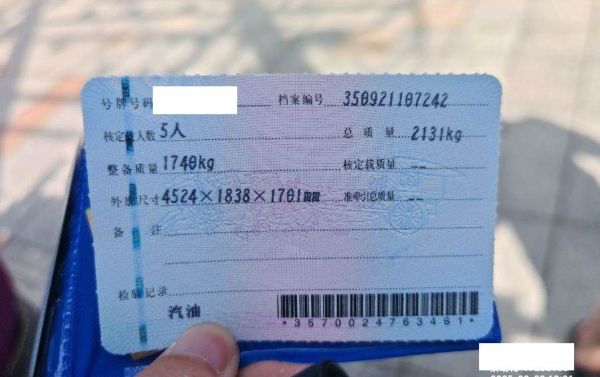 号牌号码 档案编号 350921107242
核定载人数 5人 总质量 2131kg
整备质量 1740kg 核定载质量 --
外廓尺寸 4524×1838×1701mm 准牵引总质量 --
备注
检验记录
汽油
*3570024763461*